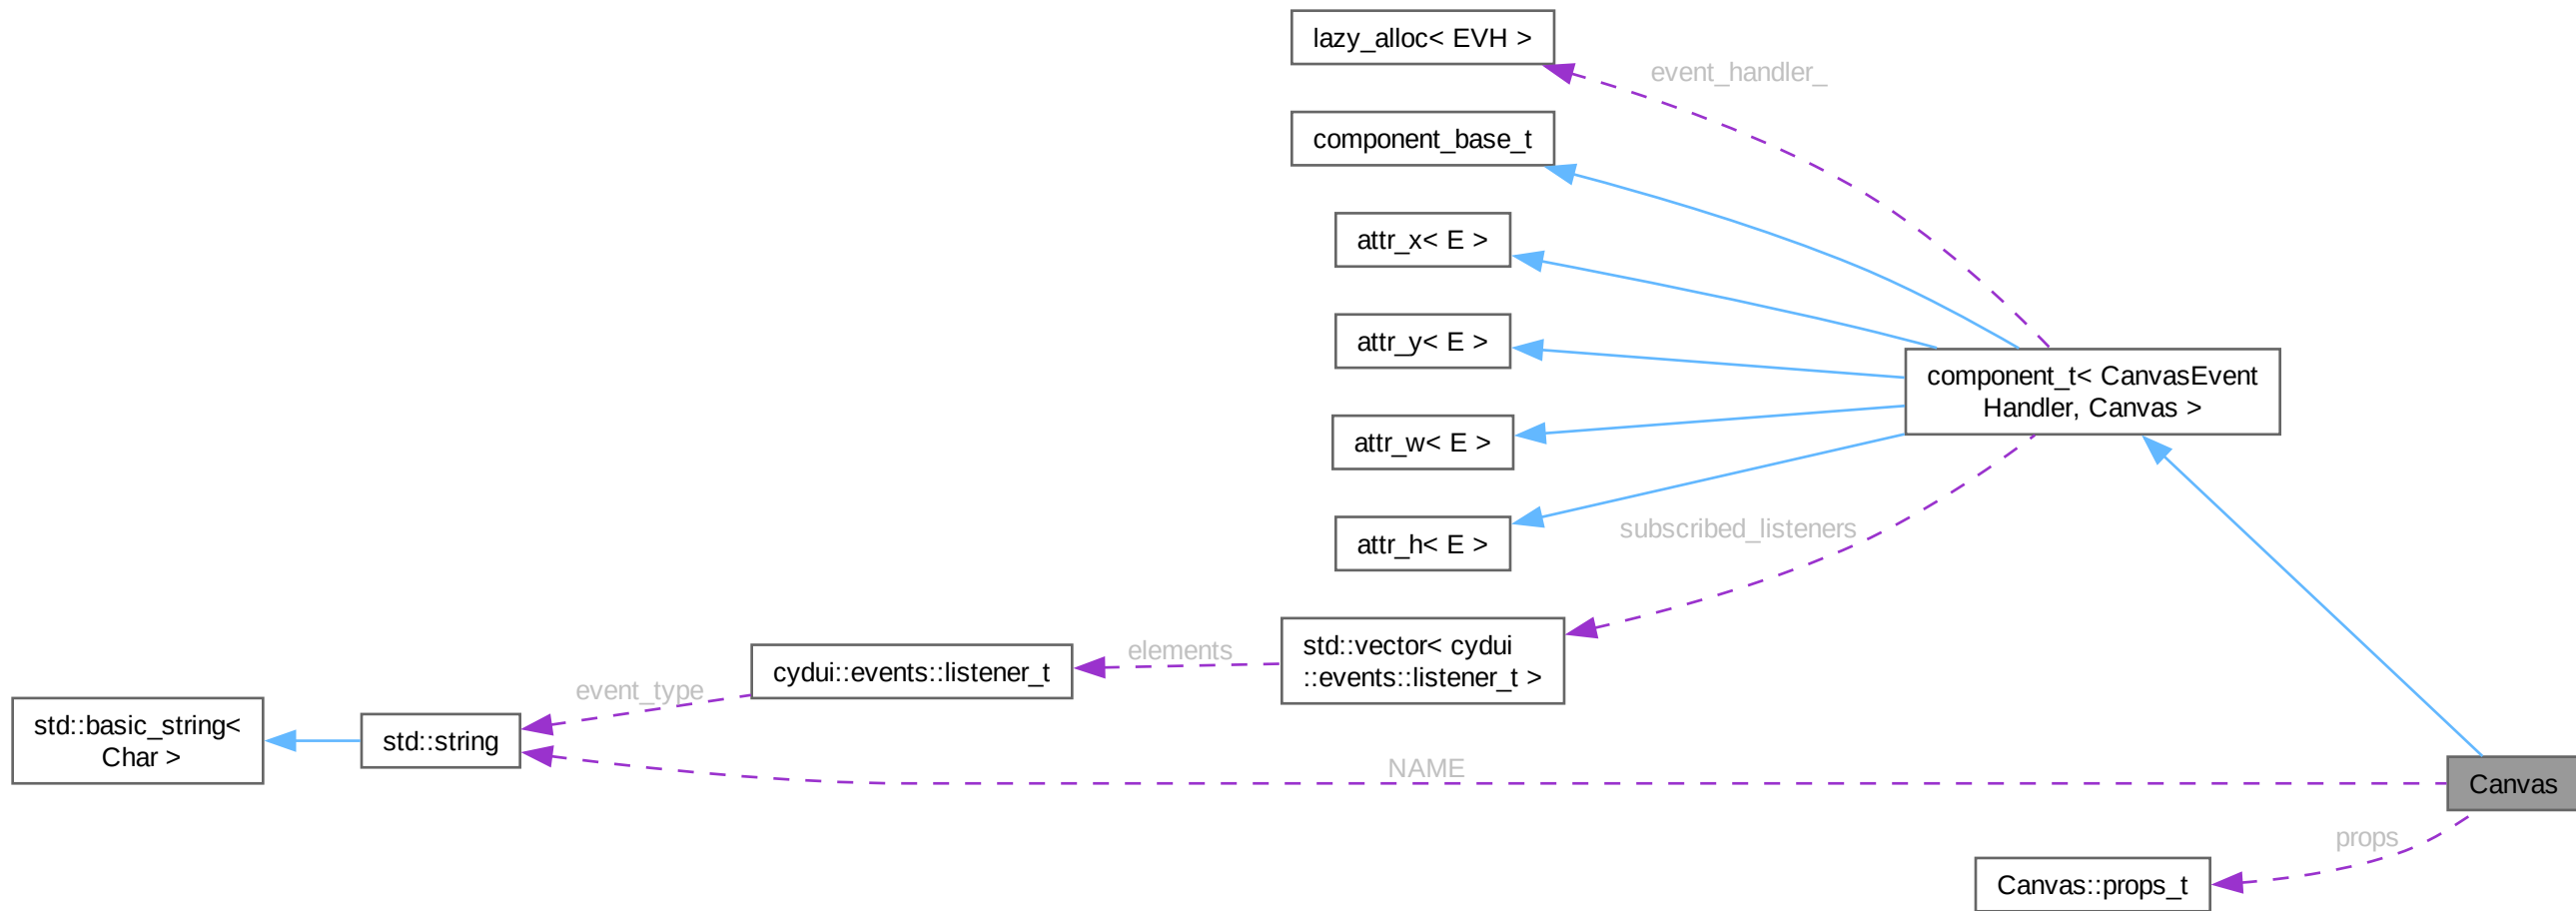 lazy_alloc< EVH >
event_handler_
component_base_t
attr_x< E >
attr_y< E >
component_t< CanvasEvent
Handler, Canvas >
attr_w< E >
attr_h< E >
subscribed_listeners
std::vector< cydui
::events::listener_t >
elements
cydui::events::listener_t
event_type
std::basic_string<
Char >
std::string
NAME
Canvas
props
Canvas::props_t